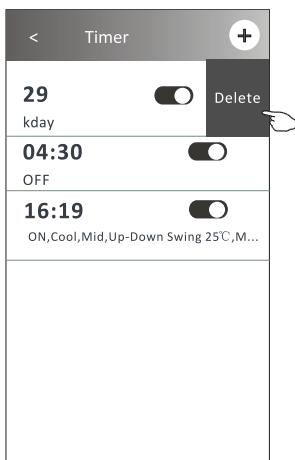 < Timer +
29 Delete
kday
04:30
OFF
16:19
ON,Cool,Mid,Up-Down Swing 25℃,M...